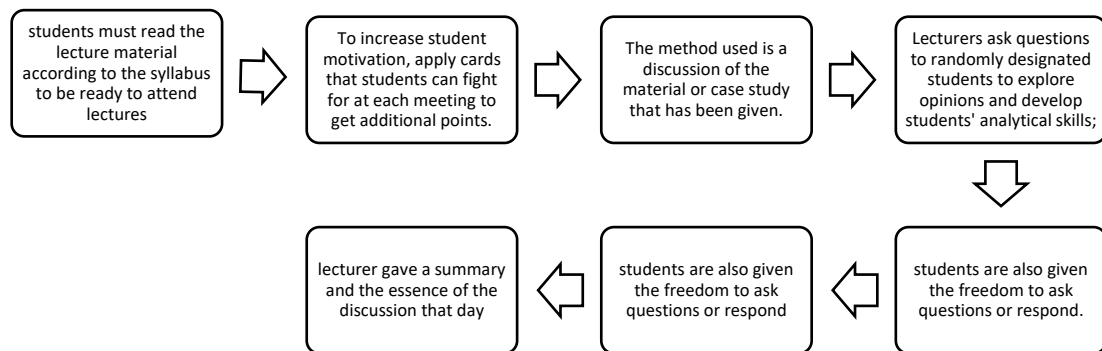 students must read the
lecture material
according to the syllabus
to be ready to attend
lectures
To increase student
motivation, apply cards
that students can fight
for at each meeting to
get additional points.
The method used is a
discussion of the
material or case study
that has been given.
Lecturers ask questions
to randomly designated
students to explore
opinions and develop
students' analytical skills;
students are also given
the freedom to ask
questions or respond.
students are also given
the freedom to ask
questions or respond
lecturer gave a summary
and the essence of the
discussion that day